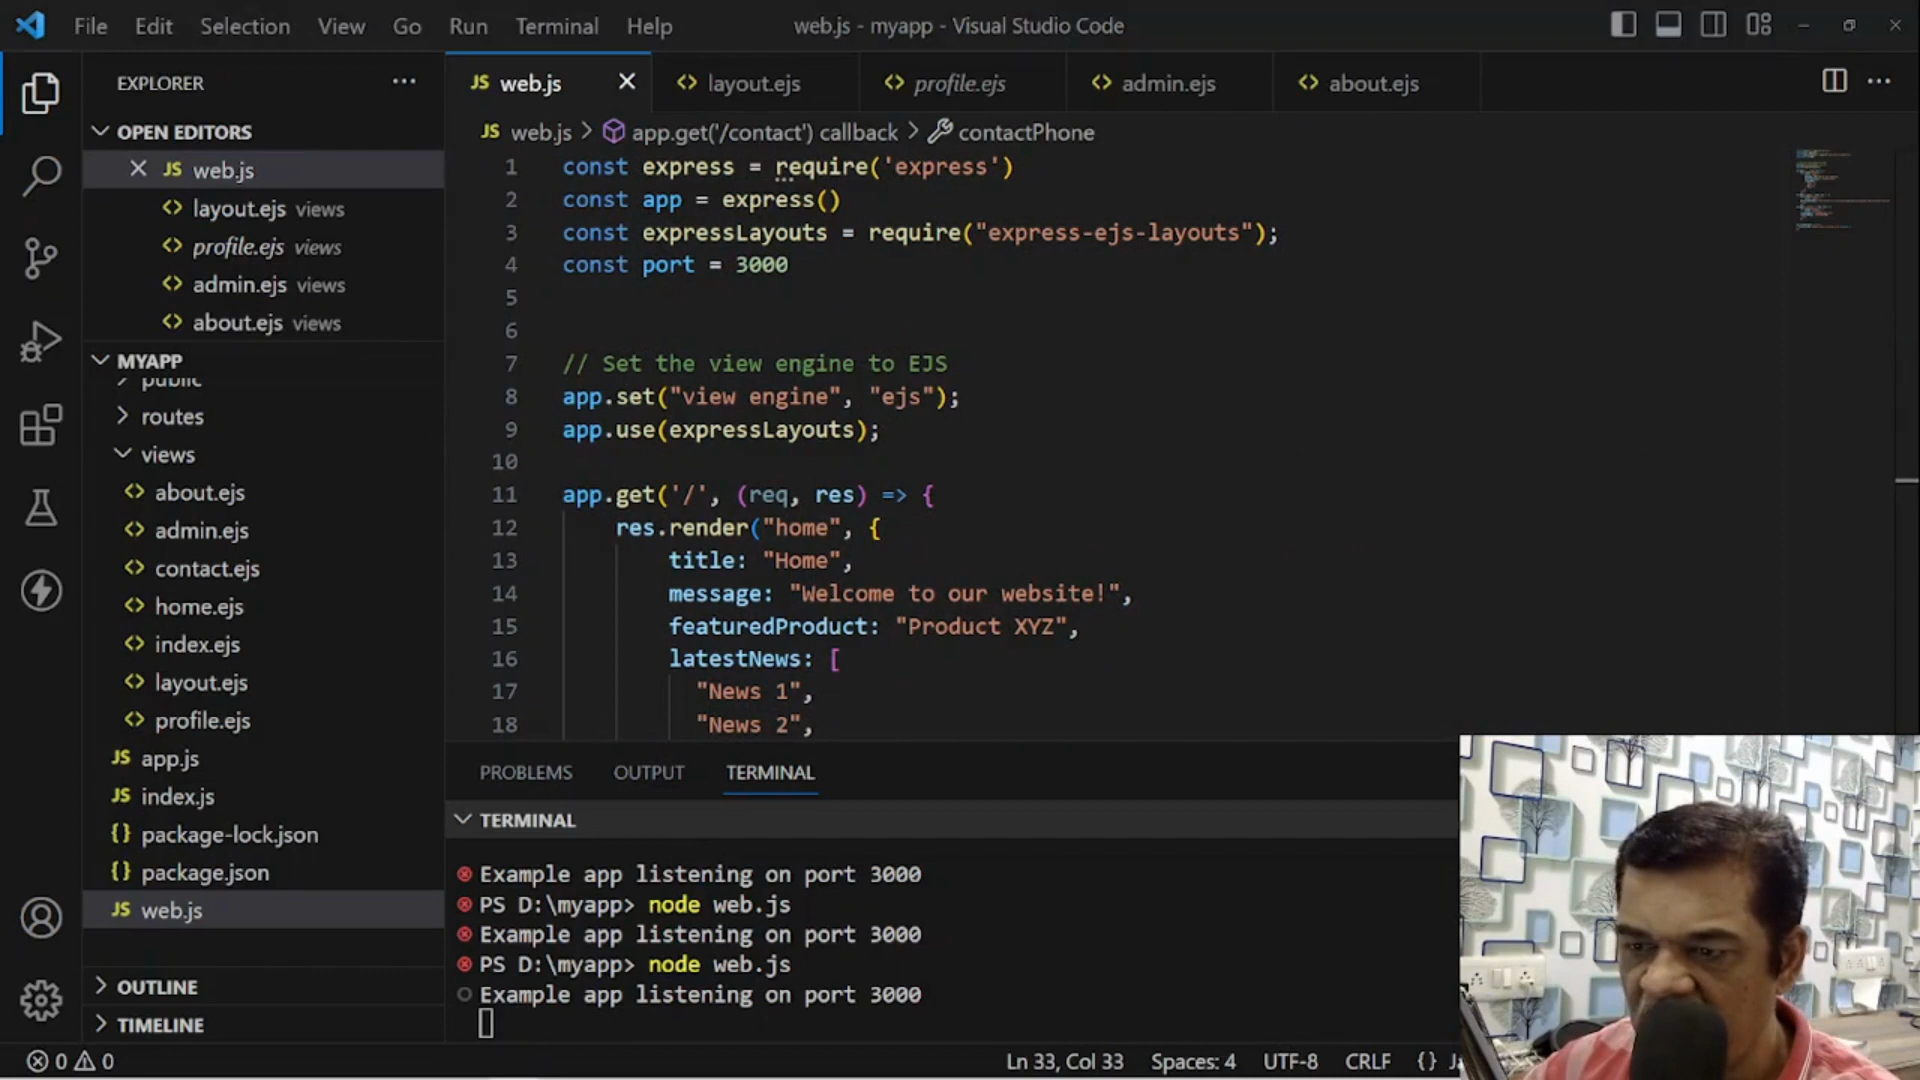 File Edit Selection View Go Run Terminal Help
web.js - myapp - Visual Studio Code
EXPLORER
OPEN EDITORS
JS web.js
layout.ejs views
profile.ejs views
admin.ejs views
about.ejs views
MYAPP
public
routes
views
about.ejs
admin.ejs
contact.ejs
home.ejs
index.ejs
layout.ejs
profile.ejs
JS app.js
JS index.js
{} package-lock.json
{} package.json
JS web.js
OUTLINE
TIMELINE
JS web.js layout.ejs profile.ejs admin.ejs about.ejs
JS web.js > app.get('/contact') callback > contactPhone
1 const express = require('express')
2 const app = express()
3 const expressLayouts = require("express-ejs-layouts");
4 const port = 3000
5
6
7 // Set the view engine to EJS
8 app.set("view engine", "ejs");
9 app.use(expressLayouts);
10
11 app.get('/', (req, res) => {
12 res.render("home", {
13 title: "Home",
14 message: "Welcome to our website!",
15 featuredProduct: "Product XYZ",
16 latestNews: [
17 "News 1",
18 "News 2",
PROBLEMS OUTPUT TERMINAL
TERMINAL
Example app listening on port 3000
PS D:\myapp> node web.js
Example app listening on port 3000
PS D:\myapp> node web.js
Example app listening on port 3000
0 0 Ln 33, Col 33 Spaces: 4 UTF-8 CRLF {}